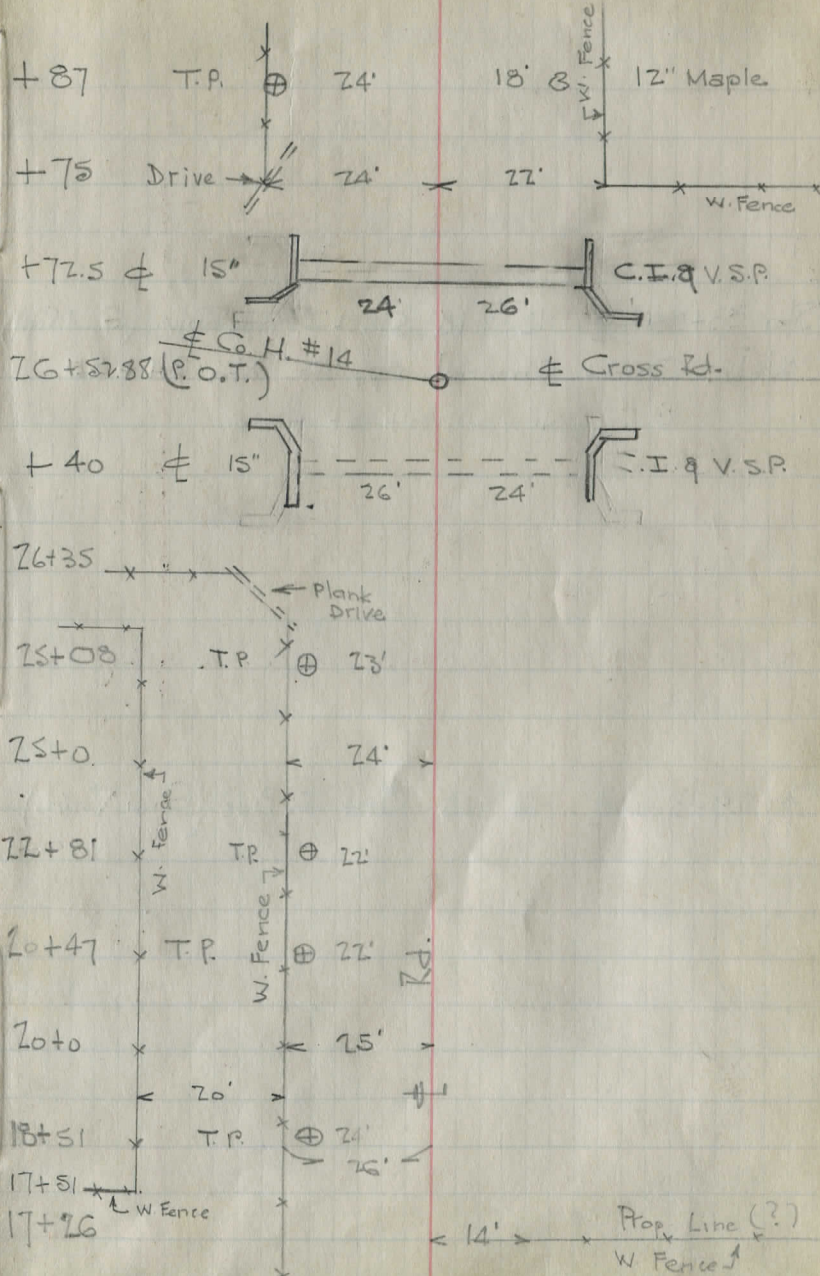 W. Fence
+87 T.P. 24' 18' 12" Maple
+75 Drive 24' 22'
W. Fence
+72.5 ℄ 15" C.I. & V.S.P.
24' 26'
℄ Co. H. #14
26+52.88 (P.O.T.) ℄ Cross Rd.
+40 ℄ 15" C.I. & V.S.P.
26' 24'
26+35
Plank
Drive
25+08 T.P. 23'
25+0 24'
W. Fence
22+81 T.P. 22'
W. Fence
20+47 T.P. 22'
℄ Rd.
20+0 25'
20'
18+51 T.P. 24'
26'
17+51
W Fence
17+26 14' Prop. Line (?)
W Fence